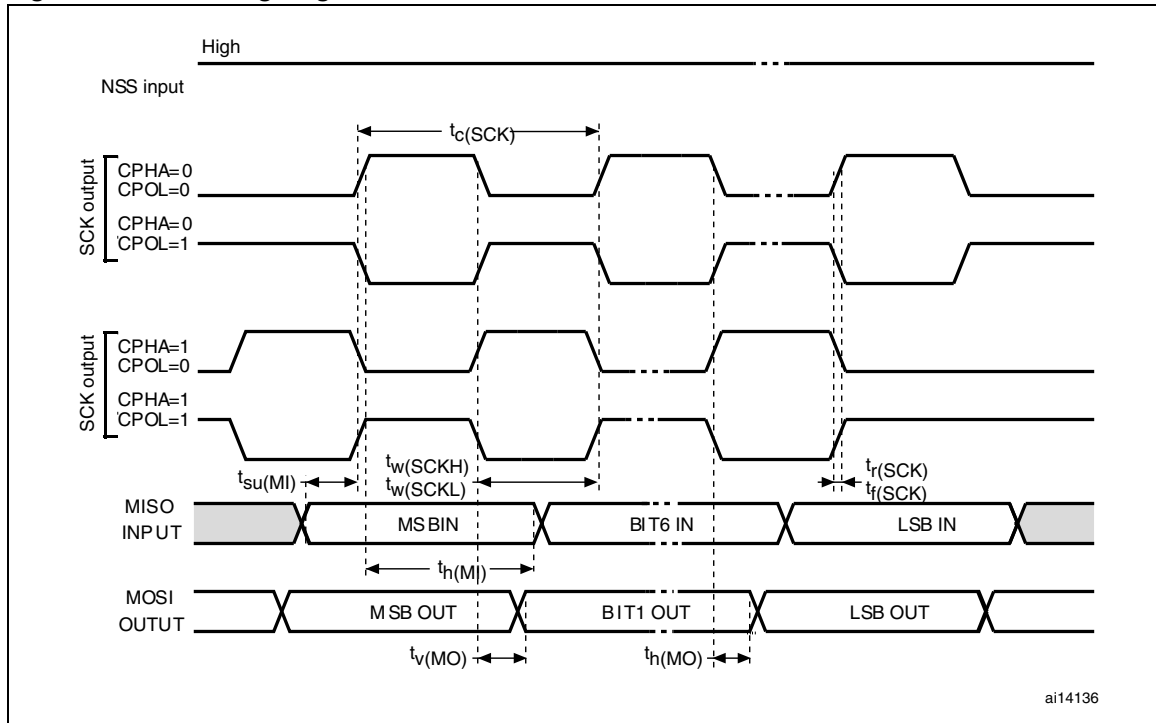 High
NSS input
tc(SCK)
SCK output
CPHA=0
CPOL=0
CPHA=0
CPOL=1
SCK output
CPHA=1
CPOL=0
CPHA=1
CPOL=1
tsu(MI)
tw(SCKH)
tw(SCKL)
tr(SCK)
tf(SCK)
MISO
INPUT
MSBIN
BIT6 IN
LSB IN
th(MI)
MOSI
OUTUT
MSB OUT
BIT1 OUT
LSB OUT
tv(MO)
th(MO)
ai14136